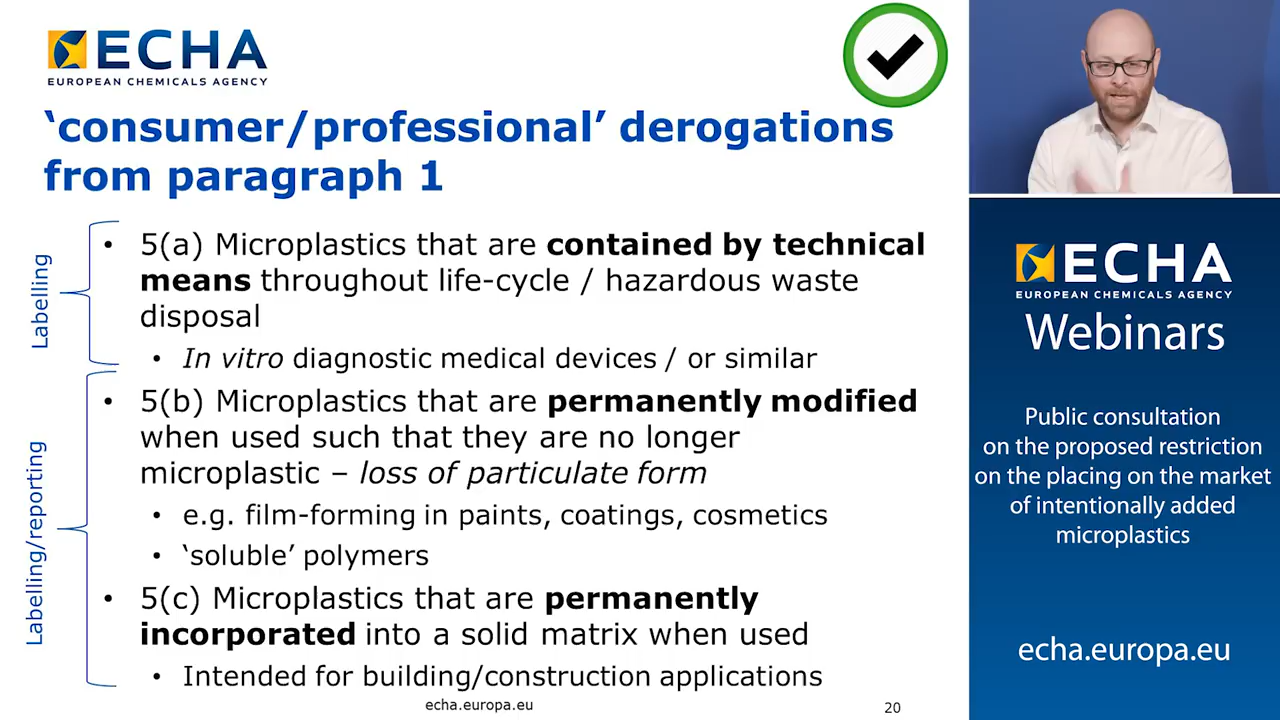 ECHA
EUROPEAN CHEMICALS AGENCY
‘consumer/professional’ derogations
from paragraph 1
Labelling
• 5(a) Microplastics that are contained by technical
means throughout life-cycle / hazardous waste
disposal
• In vitro diagnostic medical devices / or similar
Labelling/reporting
• 5(b) Microplastics that are permanently modified
when used such that they are no longer
microplastic – loss of particulate form
• e.g. film-forming in paints, coatings, cosmetics
• ‘soluble’ polymers
• 5(c) Microplastics that are permanently
incorporated into a solid matrix when used
• Intended for building/construction applications
echa.europa.eu
20
ECHA
EUROPEAN CHEMICALS AGENCY
Webinars
Public consultation
on the proposed restriction
on the placing on the market
of intentionally added
microplastics
echa.europa.eu